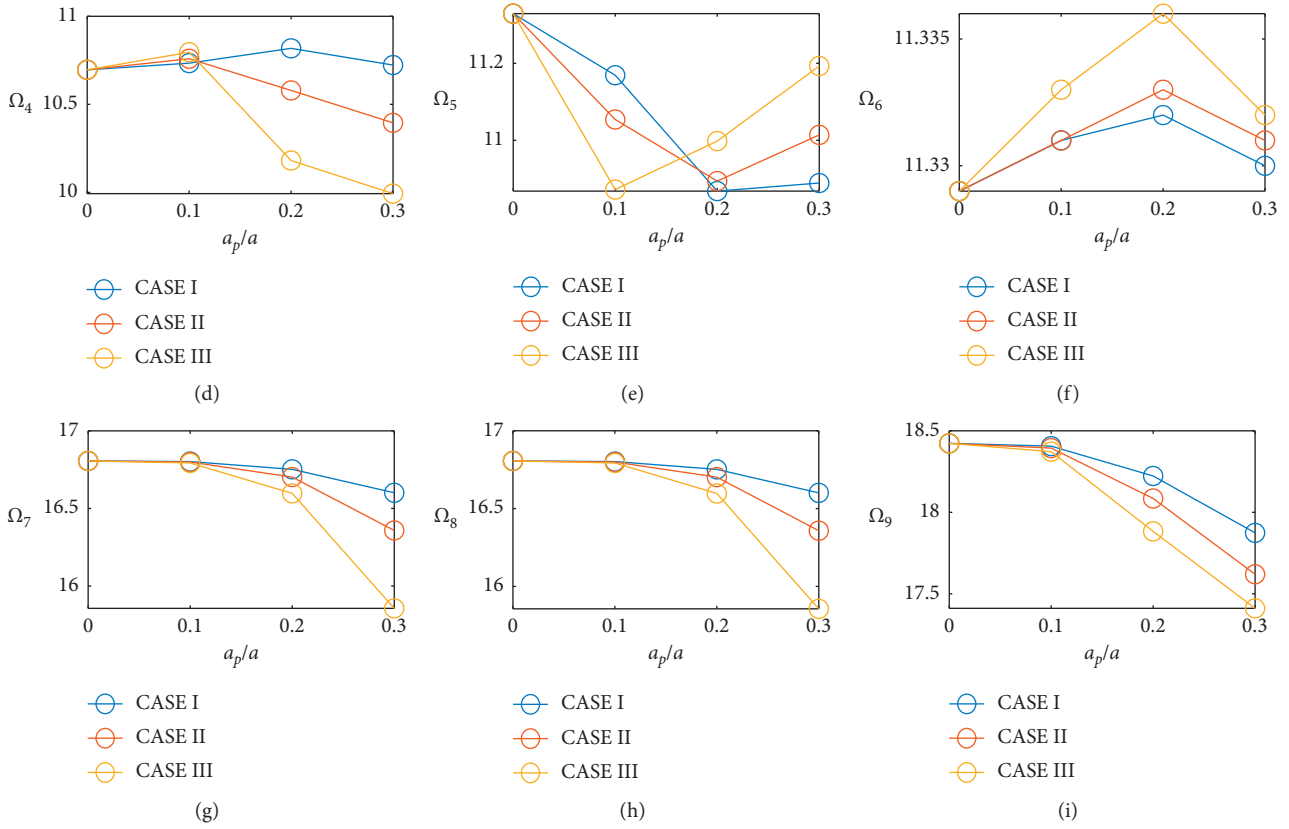 11
10.5
10
Ω4
0
0.1
0.2
0.3
ap/a
CASE I
CASE II
CASE III
(d)
11.2
11
Ω5
0
0.1
0.2
0.3
ap/a
CASE I
CASE II
CASE III
(e)
11.335
11.33
Ω6
0
0.1
0.2
0.3
ap/a
CASE I
CASE II
CASE III
(f)
17
16.5
16
Ω7
0
0.1
0.2
0.3
ap/a
CASE I
CASE II
CASE III
(g)
17
16.5
16
Ω8
0
0.1
0.2
0.3
ap/a
CASE I
CASE II
CASE III
(h)
18.5
18
17.5
Ω9
0
0.1
0.2
0.3
ap/a
CASE I
CASE II
CASE III
(i)